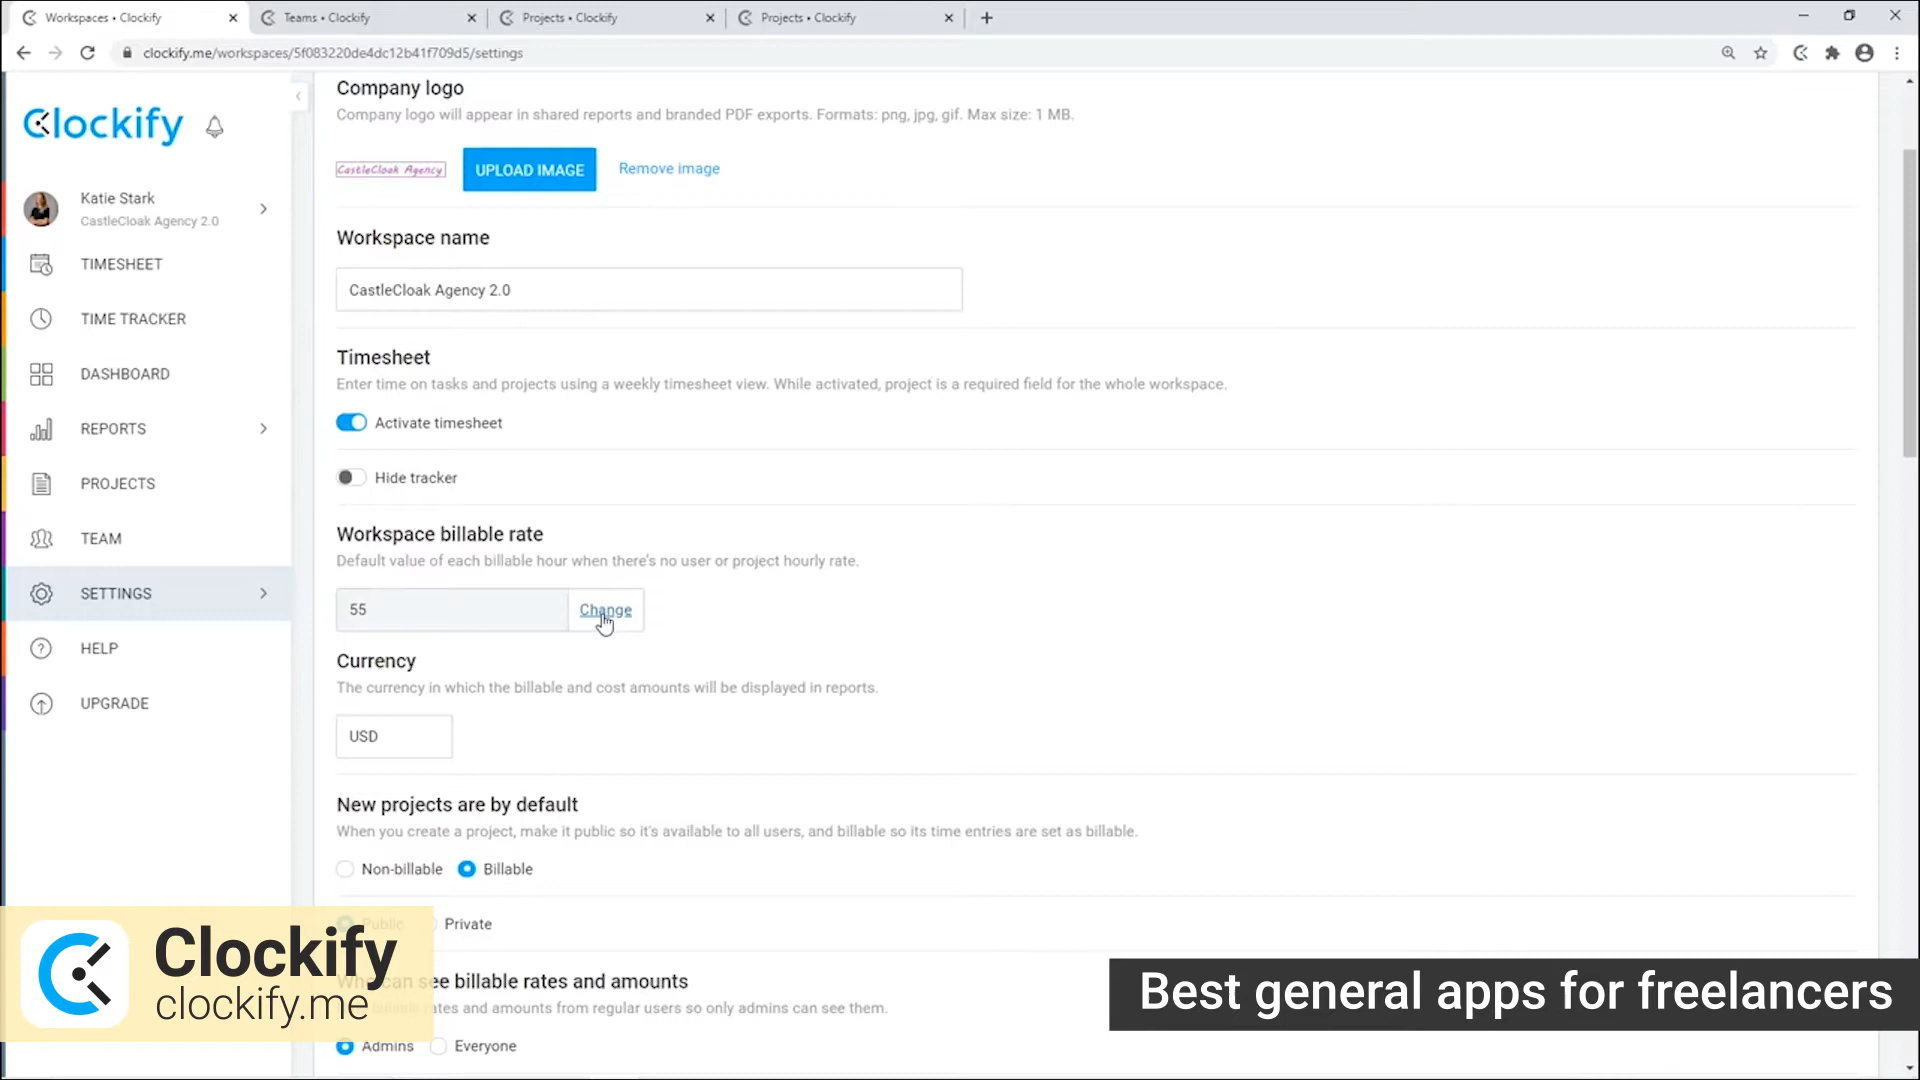 Workspaces • Clockify
Teams • Clockify
Projects • Clockify
Projects • Clockify
clockify.me/workspaces/5f083220de4dc12b41f709d5/settings
Clockify
Katie Stark
CastleCloak Agency 2.0
TIMESHEET
TIME TRACKER
DASHBOARD
REPORTS
PROJECTS
TEAM
SETTINGS
HELP
UPGRADE
Company logo
Company logo will appear in shared reports and branded PDF exports. Formats: png, jpg, gif. Max size: 1 MB.
CastleCloak Agency
UPLOAD IMAGE
Remove image
Workspace name
CastleCloak Agency 2.0
Timesheet
Enter time on tasks and projects using a weekly timesheet view. While activated, project is a required field for the whole workspace.
Activate timesheet
Hide tracker
Workspace billable rate
Default value of each billable hour when there's no user or project hourly rate.
55
Change
Currency
The currency in which the billable and cost amounts will be displayed in reports.
USD
New projects are by default
When you create a project, make it public so it's available to all users, and billable so its time entries are set as billable.
Non-billable
Billable
Public
Private
Who can see billable rates and amounts
rates and amounts from regular users so only admins can see them.
Admins
Everyone
Clockify
clockify.me
Best general apps for freelancers